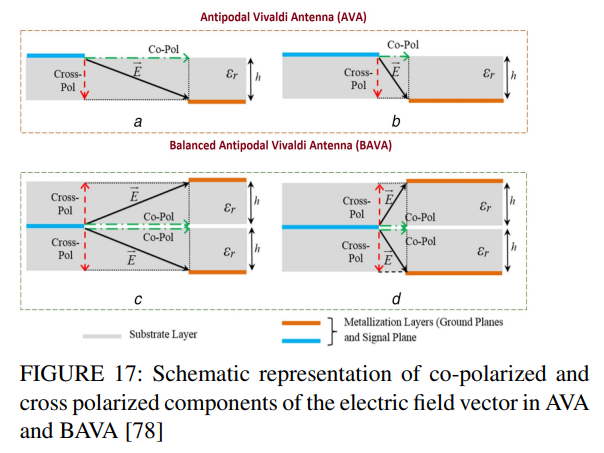 Antipodal Vivaldi Antenna (AVA)
Co-Pol
Cross-
Pol
E
εr
h
a
Co-Pol
Cross-
Pol
E
εr
h
b
Balanced Antipodal Vivaldi Antenna (BAVA)
Cross-
Pol
E
εr
h
Co-Pol
Co-Pol
Cross-
Pol
E
εr
h
c
Cross-
Pol
E
εr
h
Co-Pol
Co-Pol
Cross-
Pol
E
εr
h
d
Substrate Layer
Metallization Layers (Ground Planes
and Signal Plane
FIGURE 17: Schematic representation of co-polarized and
cross polarized components of the electric field vector in AVA
and BAVA [78]